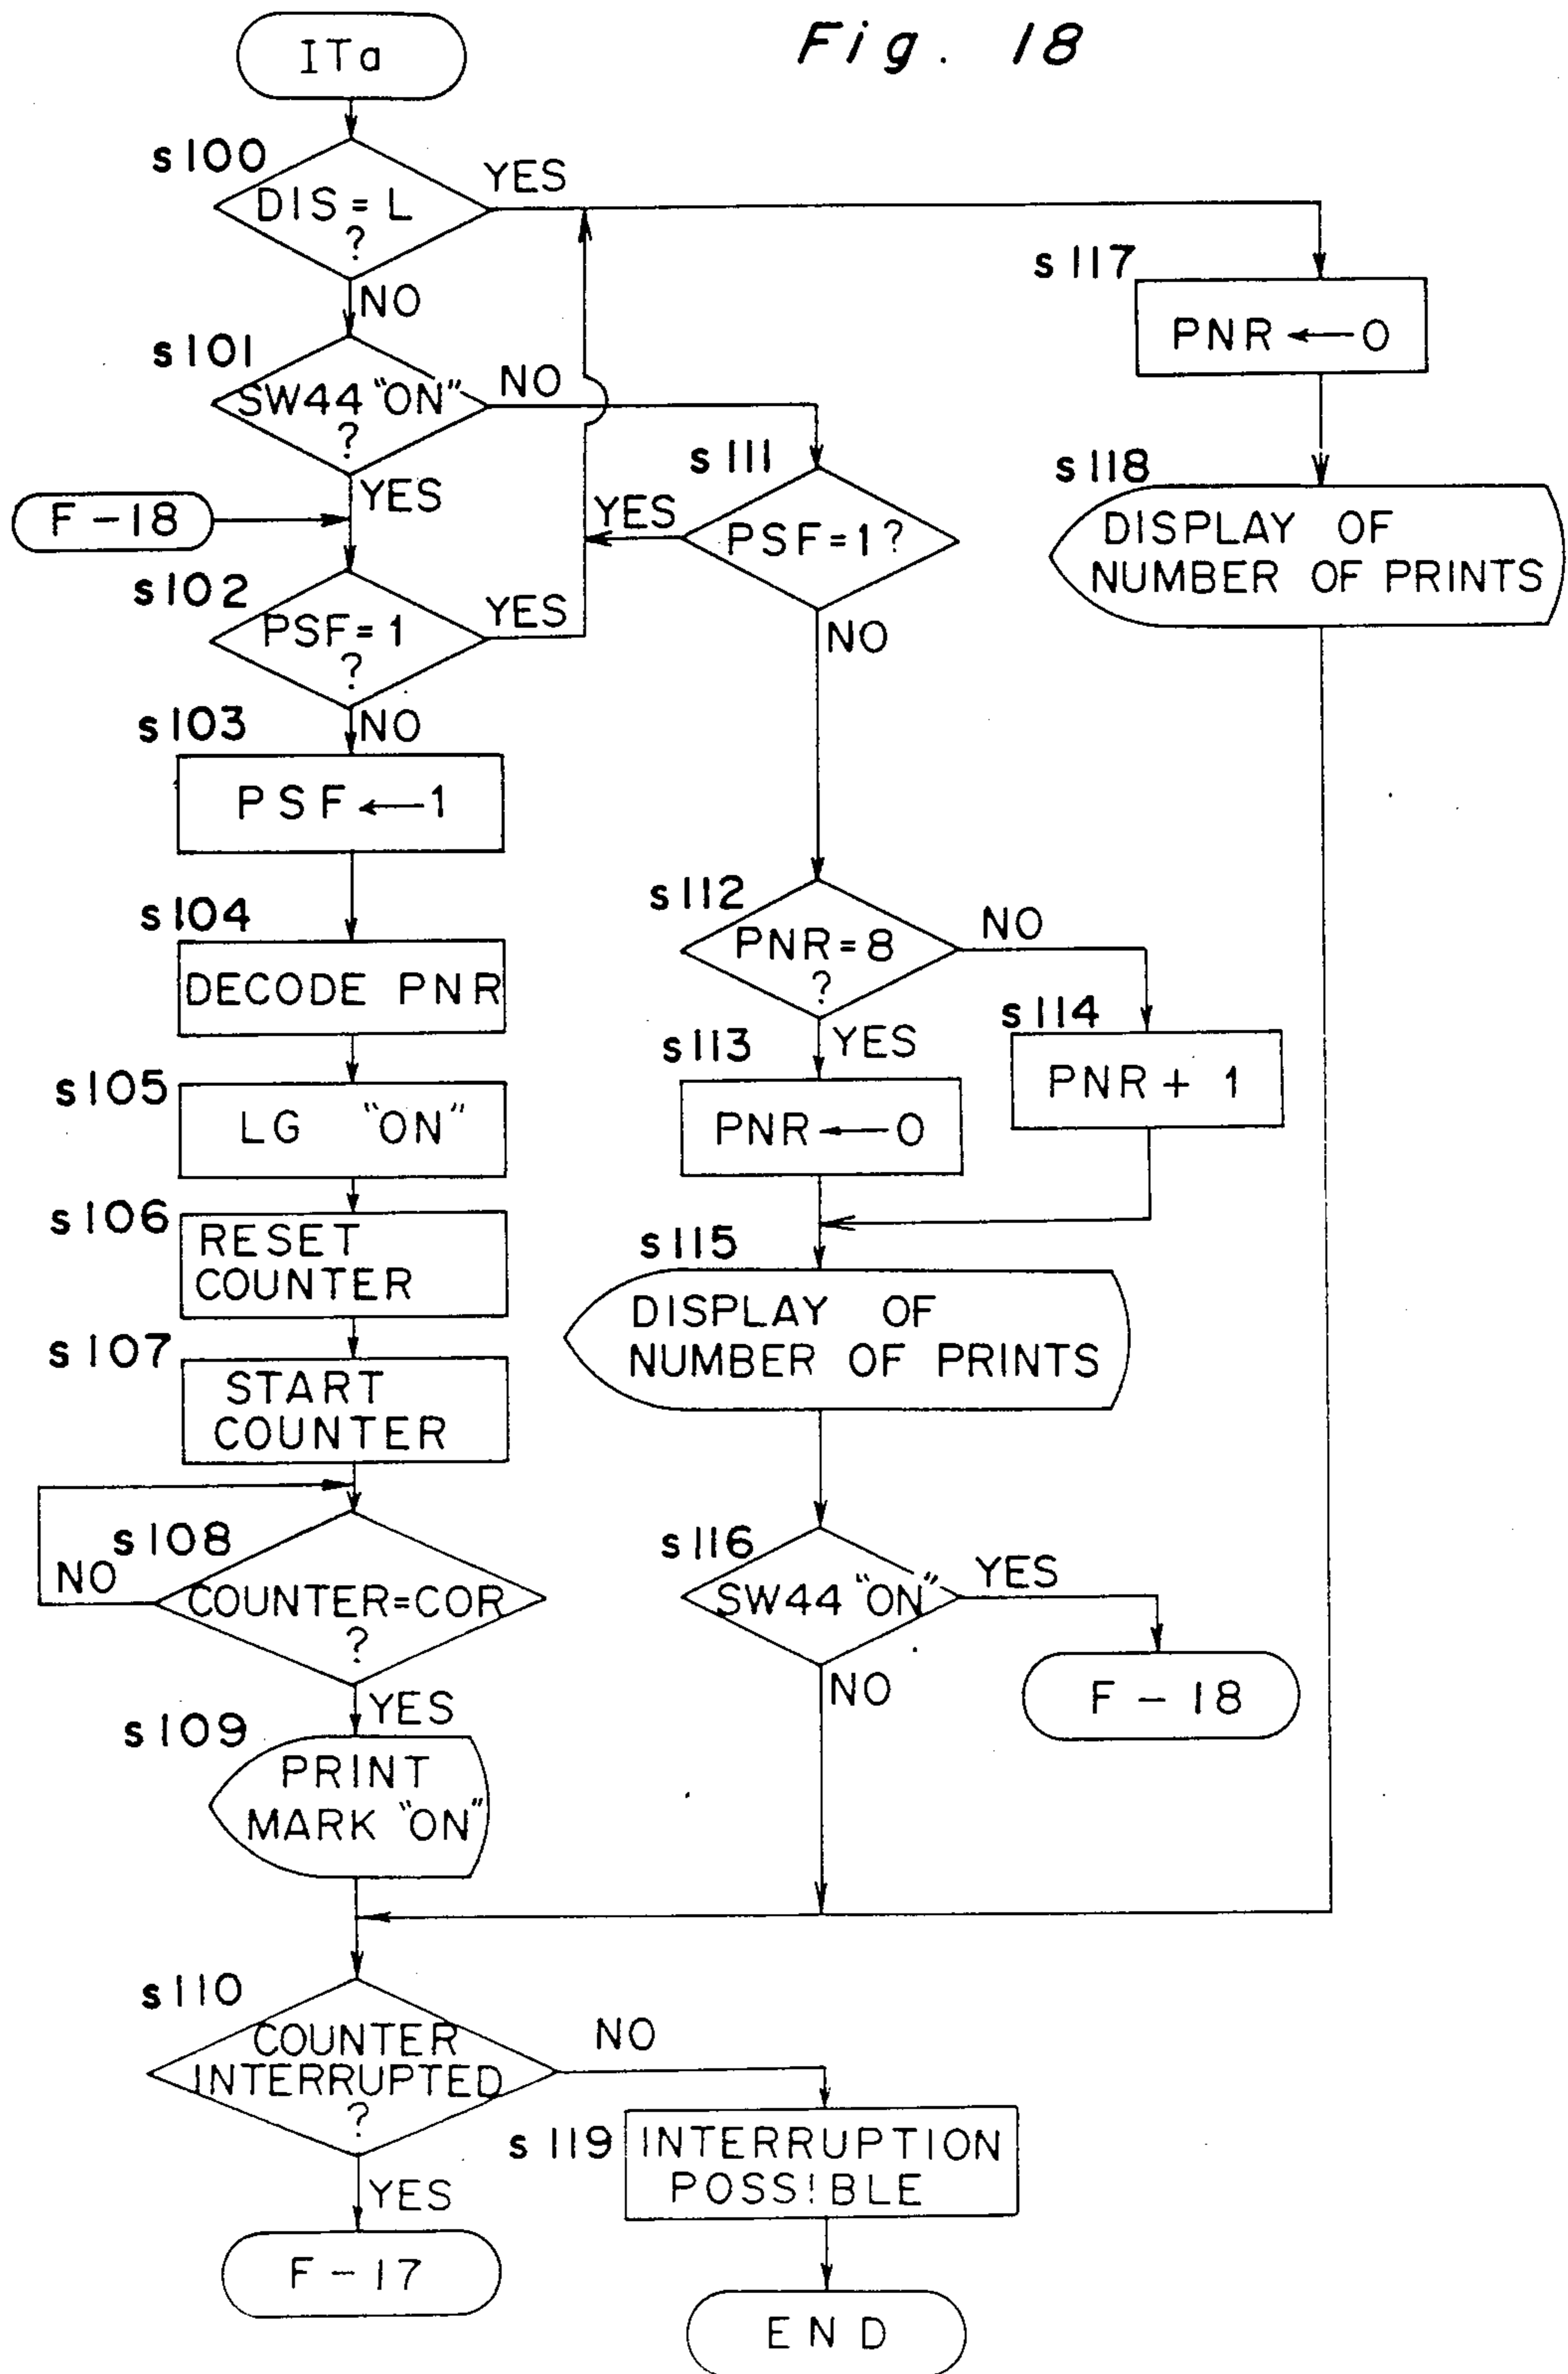 Fig. 18
ITa
s100
DIS = L
?
YES
NO
s101
SW44 "ON"
?
NO
YES
F-18
s102
PSF=1
?
YES
NO
s103
PSF ← 1
s104
DECODE PNR
s105
LG "ON"
s106
RESET
COUNTER
s107
START
COUNTER
s108
NO
COUNTER=COR
?
YES
s109
PRINT
MARK "ON"
s110
COUNTER
INTERRUPTED
?
NO
YES
F-17
s111
YES
PSF=1?
NO
s112
PNR=8
?
NO
YES
s113
PNR ← 0
s114
PNR + 1
s115
DISPLAY OF
NUMBER OF PRINTS
s116
SW44 "ON"
?
YES
NO
F-18
s117
PNR ← 0
s118
DISPLAY OF
NUMBER OF PRINTS
s119
INTERRUPTION
POSSIBLE
END